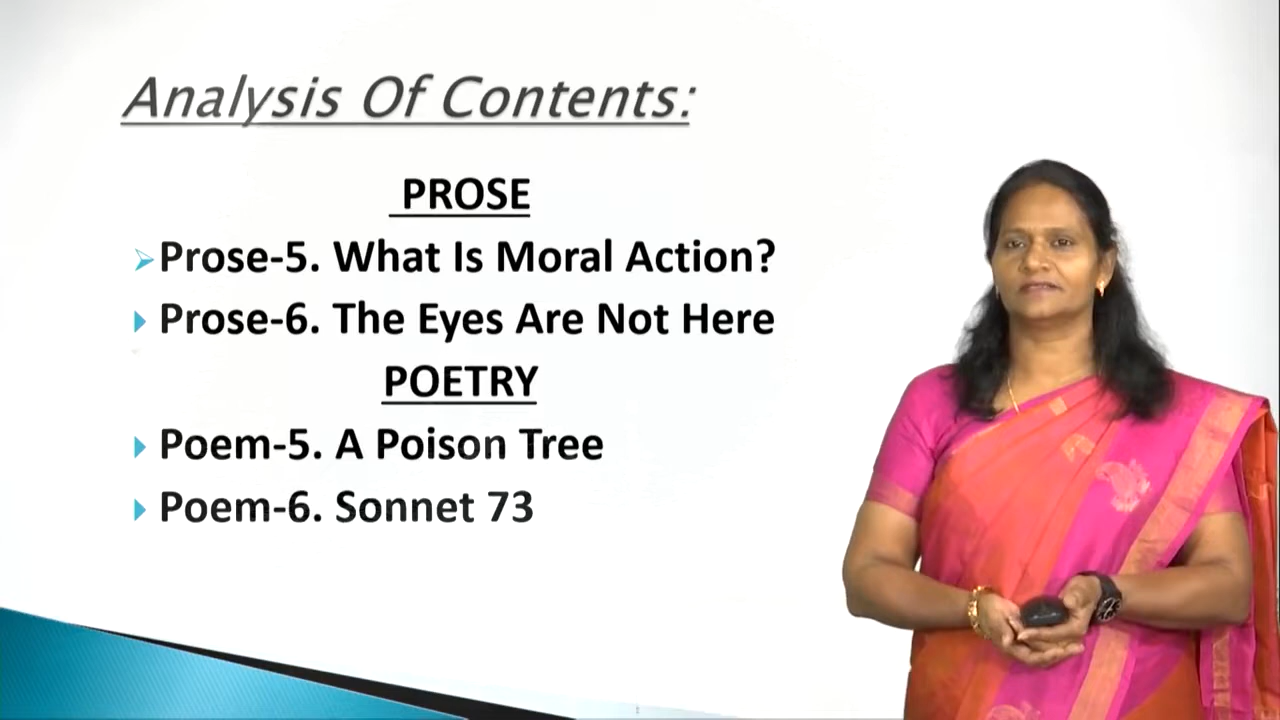 Analysis Of Contents:
PROSE
Prose-5. What Is Moral Action?
Prose-6. The Eyes Are Not Here
POETRY
Poem-5. A Poison Tree
Poem-6. Sonnet 73